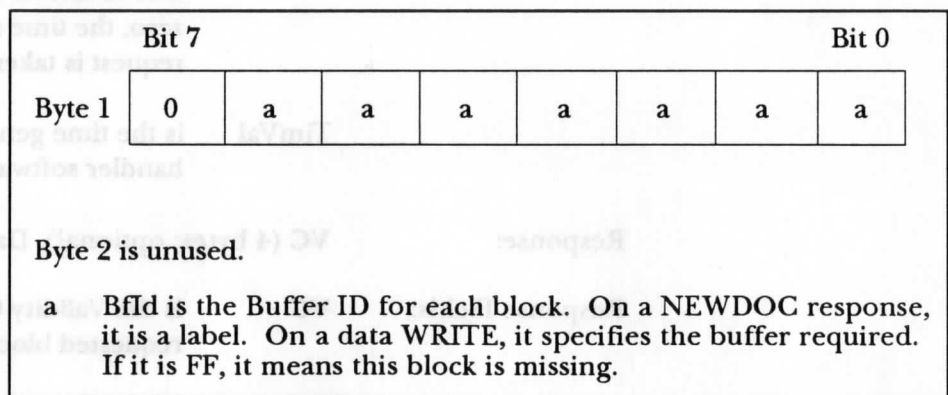 Bit 7 Bit 0
Byte 1 0 a a a a a a a
Byte 2 is unused.
a BfIu is the Buffer ID for each block. On a NEWDOC response,
it is a label. On a data WRITE, it specifies the buffer required.
If it is FF, it means this block is missing.